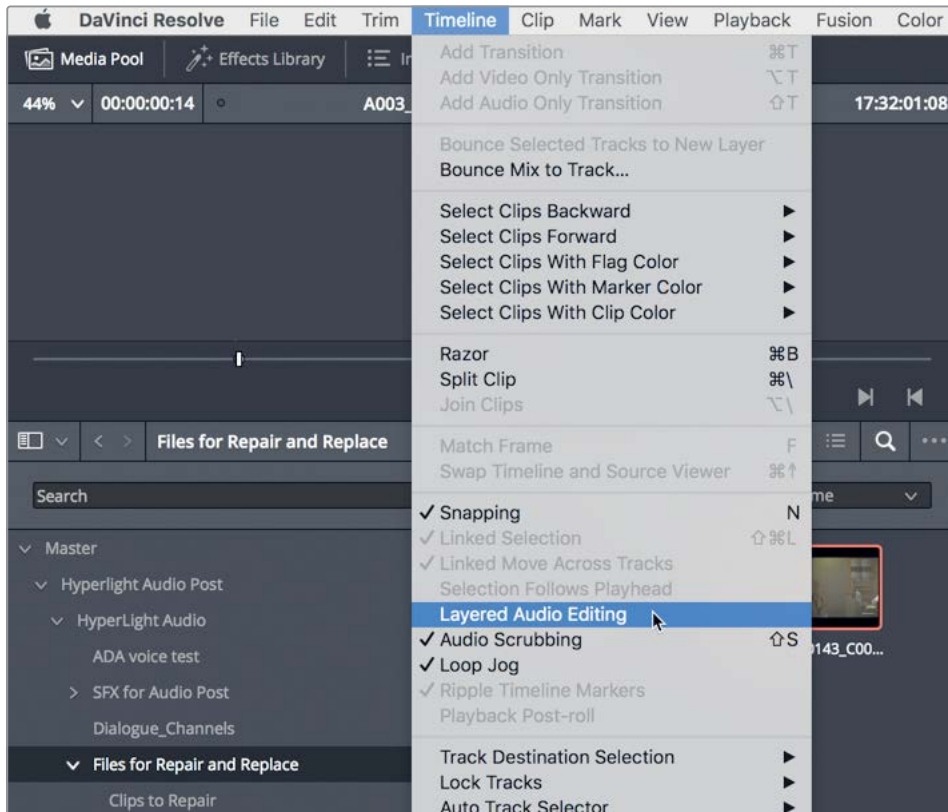 DaVinci Resolve File Edit Trim Timeline Clip Mark View Playback Fusion Color
Media Pool Effects Library
44% 00:00:00:14 A003_ 17:32:01:08
Add Transition ⌘T
Add Video Only Transition ⌥T
Add Audio Only Transition ⇧T
Bounce Selected Tracks to New Layer
Bounce Mix to Track...
Select Clips Backward
Select Clips Forward
Select Clips With Flag Color
Select Clips With Marker Color
Select Clips With Clip Color
Razor ⌘B
Split Clip ⌘\
Join Clips ⌥\
Match Frame F
Swap Timeline and Source Viewer ⌘↑
Snapping N
Linked Selection ⇧⌘L
Linked Move Across Tracks
Selection Follows Playhead
Layered Audio Editing
Audio Scrubbing ⇧S
Loop Jog
Ripple Timeline Markers
Playback Post-roll
Track Destination Selection
Lock Tracks
Auto Track Selector
Files for Repair and Replace
Search
me
Master
Hyperlight Audio Post
HyperLight Audio
ADA voice test
SFX for Audio Post
Dialogue_Channels
Files for Repair and Replace
Clips to Repair
0143_C00...